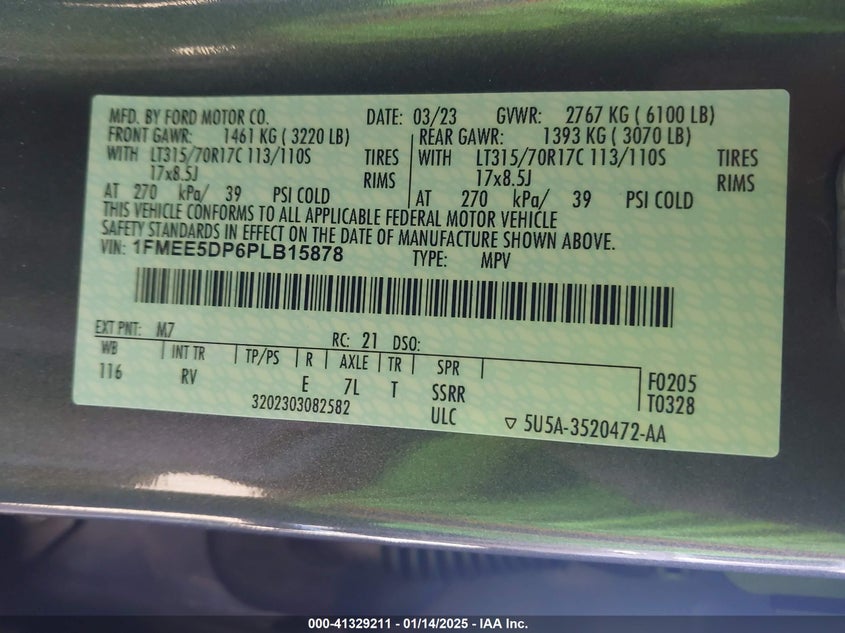 MFD. BY FORD MOTOR CO. DATE: 03/23 GVWR: 2767 KG ( 6100 LB)
FRONT GAWR: 1461 KG ( 3220 LB) REAR GAWR: 1393 KG ( 3070 LB)
WITH LT315/70R17C 113/110S TIRES WITH LT315/70R17C 113/110S TIRES
17x8.5J RIMS 17x8.5J RIMS
AT 270 kPa/ 39 PSI COLD AT 270 kPa/ 39 PSI COLD
THIS VEHICLE CONFORMS TO ALL APPLICABLE FEDERAL MOTOR VEHICLE
SAFETY STANDARDS IN EFFECT ON THE DATE OF MANUFACTURE SHOWN ABOVE.
VIN: 1FMEE5DP6PLB15878 TYPE: MPV
EXT PNT: M7 RC: 21 DSO:
WB INT TR TP/PS R AXLE TR SPR
116 RV E 7L T SSRR F0205
3202303082582 ULC T0328
▽ 5U5A-3520472-AA
000-41329211 - 01/14/2025 - IAA Inc.